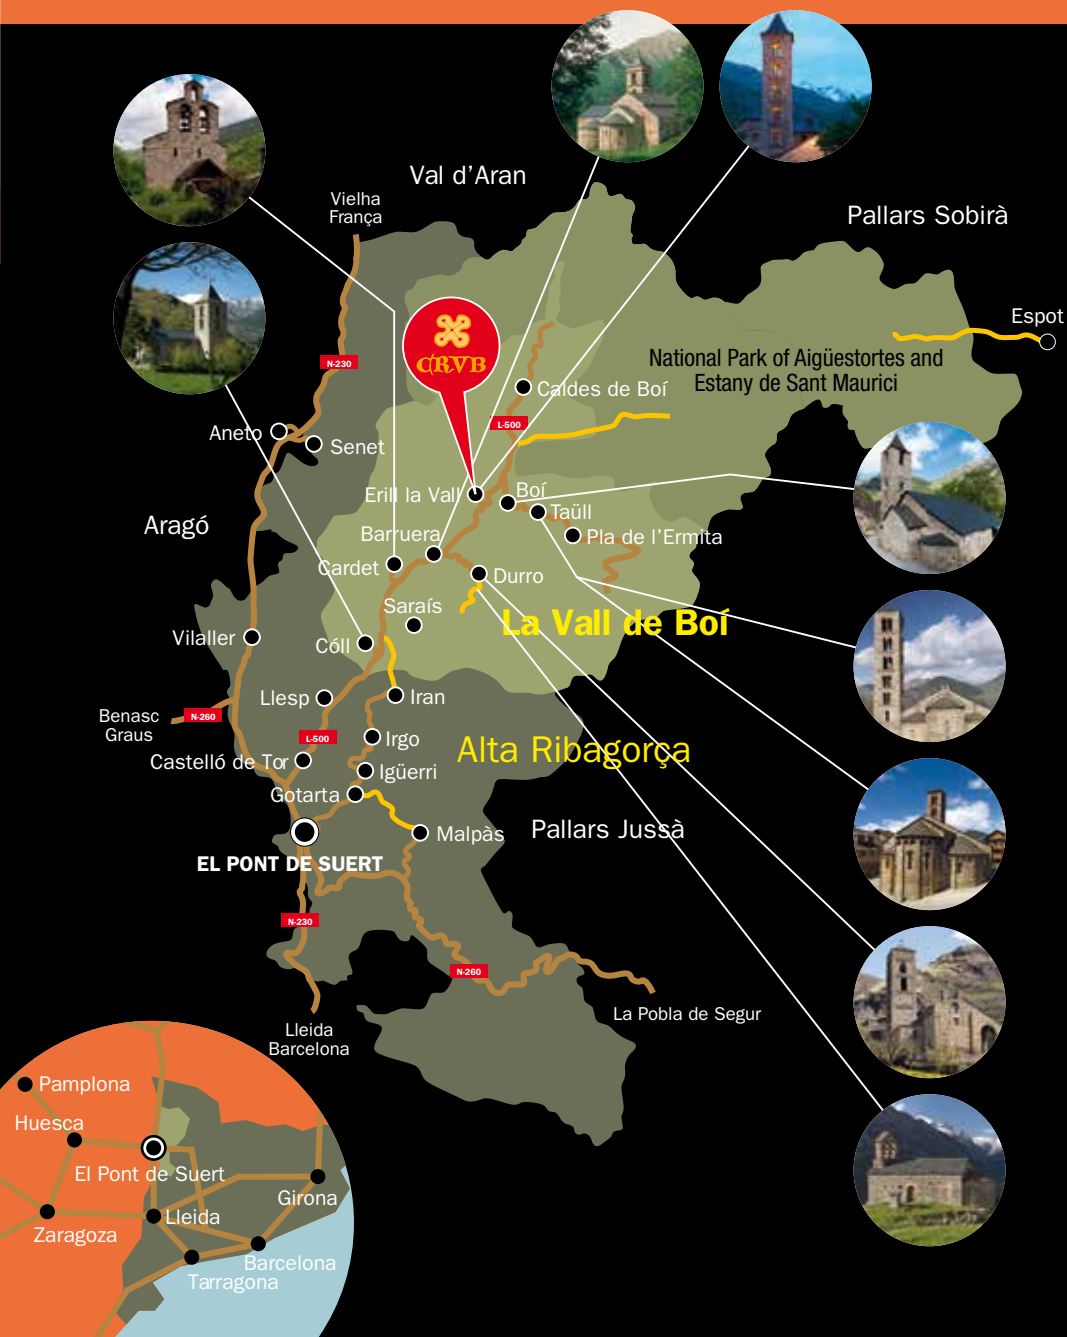 Val d'Aran
Vielha
França
Pallars Sobirà
Espot
National Park of Aigüestortes and
Estany de Sant Maurici
N-230
CRVB
Caldes de Boí
L-500
Aneto
Senet
Erill la Vall
Boí
Taüll
Aragó
Barruera
Pla de l'Ermita
Cardet
Durro
Saraís
La Vall de Boí
Vilaller
Cóll
Llesp
Iran
Benasc
Graus
N-260
L-500
Irgo
Alta Ribagorça
Castelló de Tor
Igüerri
Gotarta
Malpàs
Pallars Jussà
EL PONT DE SUERT
N-230
N-260
La Pobla de Segur
Lleida
Barcelona
Pamplona
Huesca
El Pont de Suert
Girona
Lleida
Zaragoza
Barcelona
Tarragona